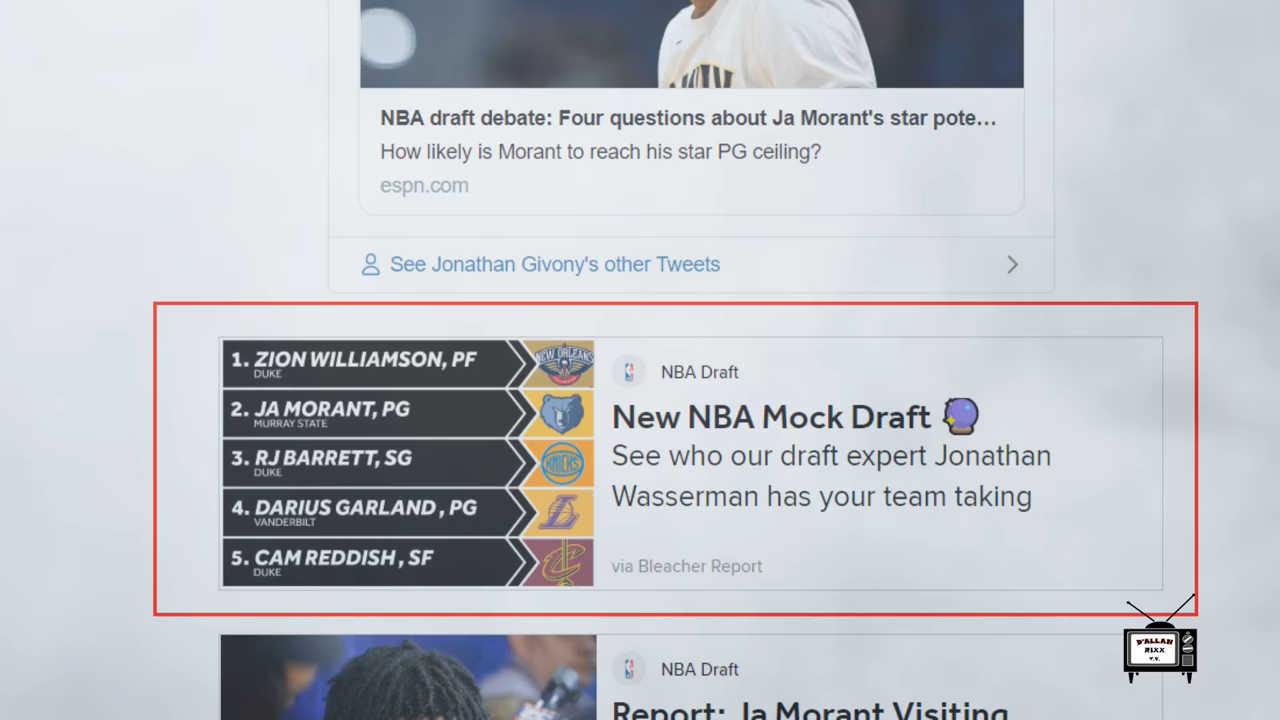 NBA draft debate: Four questions about Ja Morant's star pote...
How likely is Morant to reach his star PG ceiling?
espn.com
See Jonathan Givony's other Tweets
1. ZION WILLIAMSON, PF
DUKE
NEW ORLEANS
2. JA MORANT, PG
MURRAY STATE
3. RJ BARRETT, SG
DUKE
KNICKS
4. DARIUS GARLAND , PG
VANDERBILT
L
5. CAM REDDISH , SF
DUKE
C
NBA Draft
New NBA Mock Draft
See who our draft expert Jonathan
Wasserman has your team taking
via Bleacher Report
D'ALLAN
RIXX
T.V.
NBA Draft
Report: Ja Morant Visiting